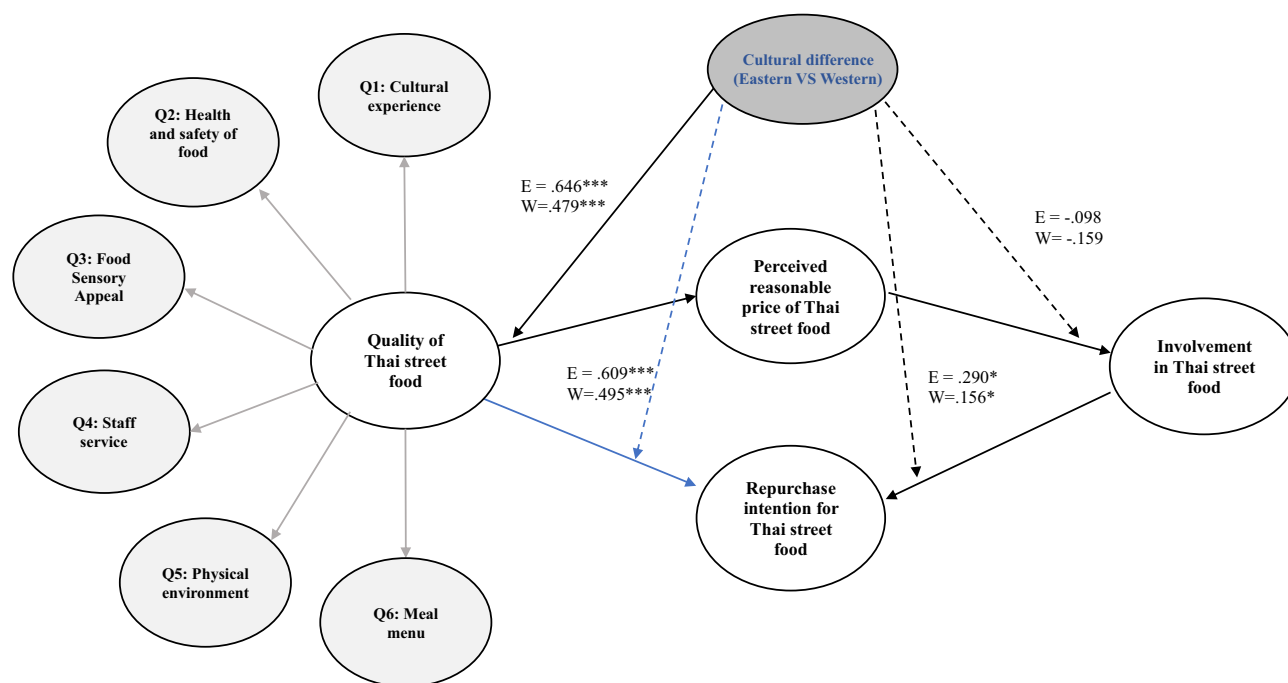 Cultural difference
(Eastern VS Western)
Q1: Cultural
experience
Q2: Health
and safety of
food
E = .646***
W=.479***
E = -.098
W= -.159
Q3: Food
Sensory
Appeal
Perceived
reasonable
price of Thai
street food
Quality of
Thai street
food
Involvement
in Thai street
food
E = .609***
W=.495***
E = .290*
W=.156*
Q4: Staff
service
Repurchase
intention for
Thai street
food
Q5: Physical
environment
Q6: Meal
menu